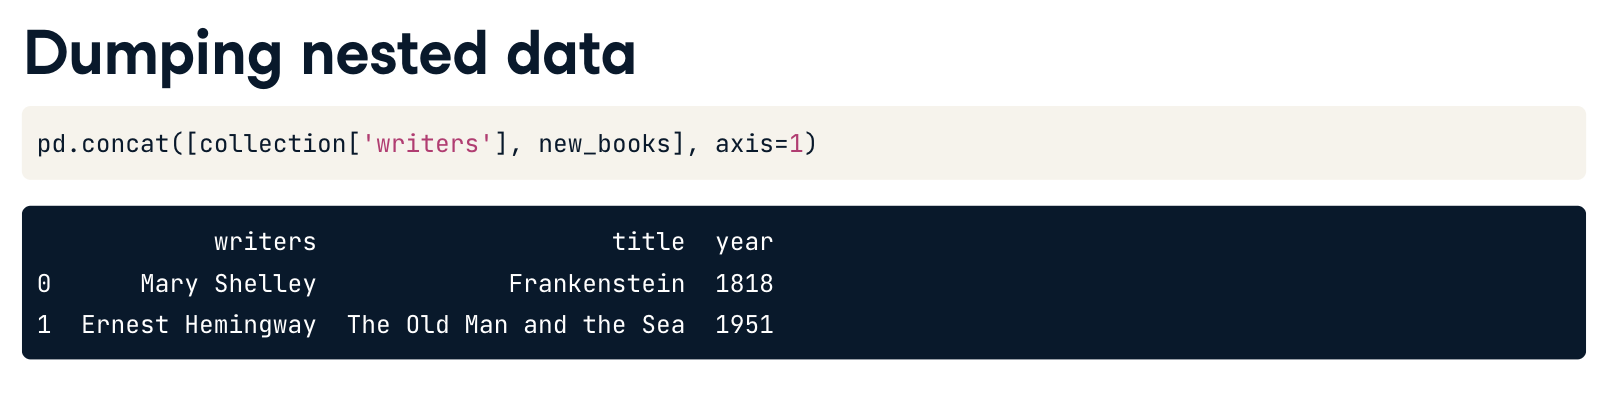 Dumping nested data
pd.concat([collection['writers'], new_books], axis=1)
writers title year
0 Mary Shelley Frankenstein 1818
1 Ernest Hemingway The Old Man and the Sea 1951